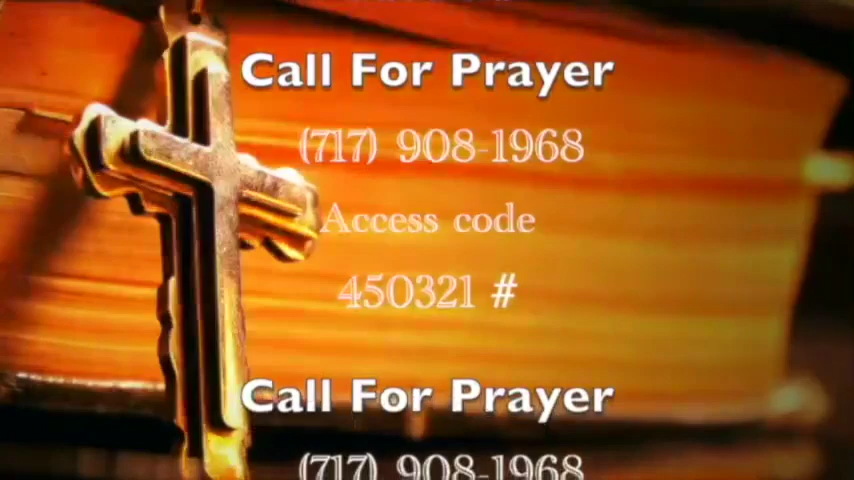 Call For Prayer
(717) 908-1968
Access code
450321 #
Call For Prayer
(717) 908-1968